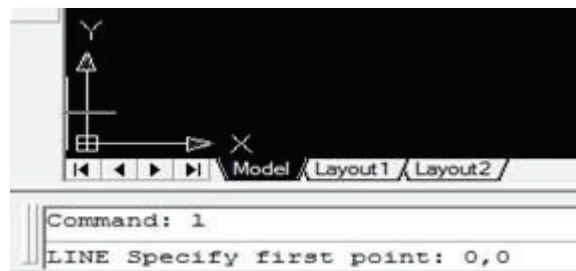 Y
X
Model Layout1 Layout2
Command: l
LINE Specify first point: 0,0